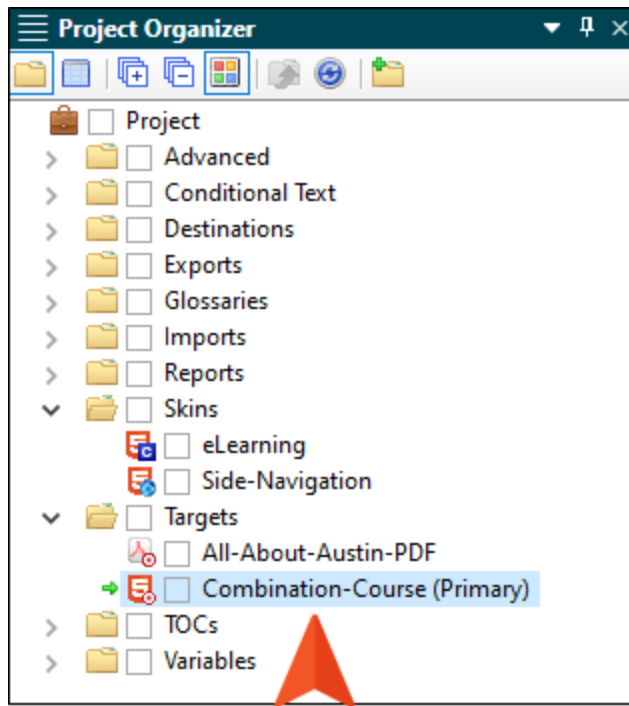 Project Organizer
Project
Advanced
Conditional Text
Destinations
Exports
Glossaries
Imports
Reports
Skins
eLearning
Side-Navigation
Targets
All-About-Austin-PDF
Combination-Course (Primary)
TOCs
Variables